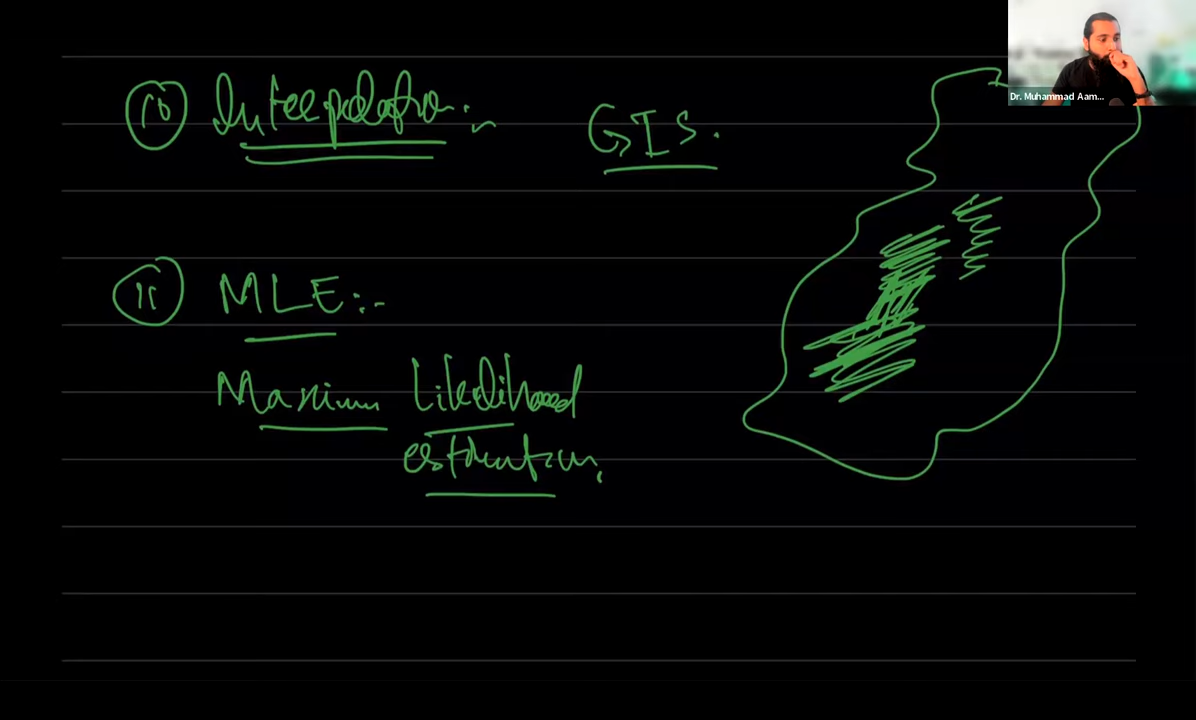 10 Interpolation:-
GIS.
11 MLE:-
Maximum Likelihood
estimation.
Dr. Muhammad Aam...